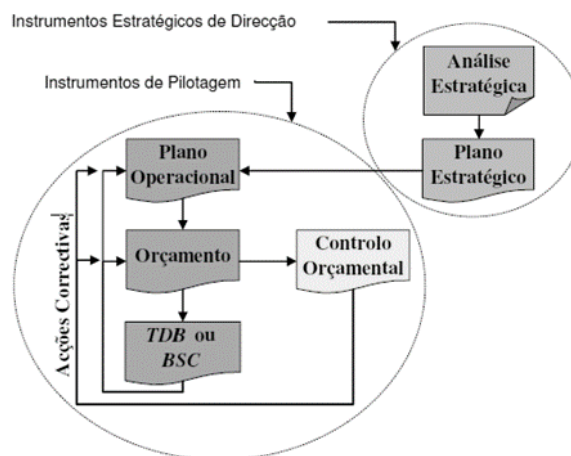 Instrumentos Estratégicos de Direcção
Análise
Estratégica
Instrumentos de Pilotagem
Plano
Operacional
Plano
Estratégico
Orçamento
Controlo
Orçamental
Acções Correctivas
TDB ou
BSC